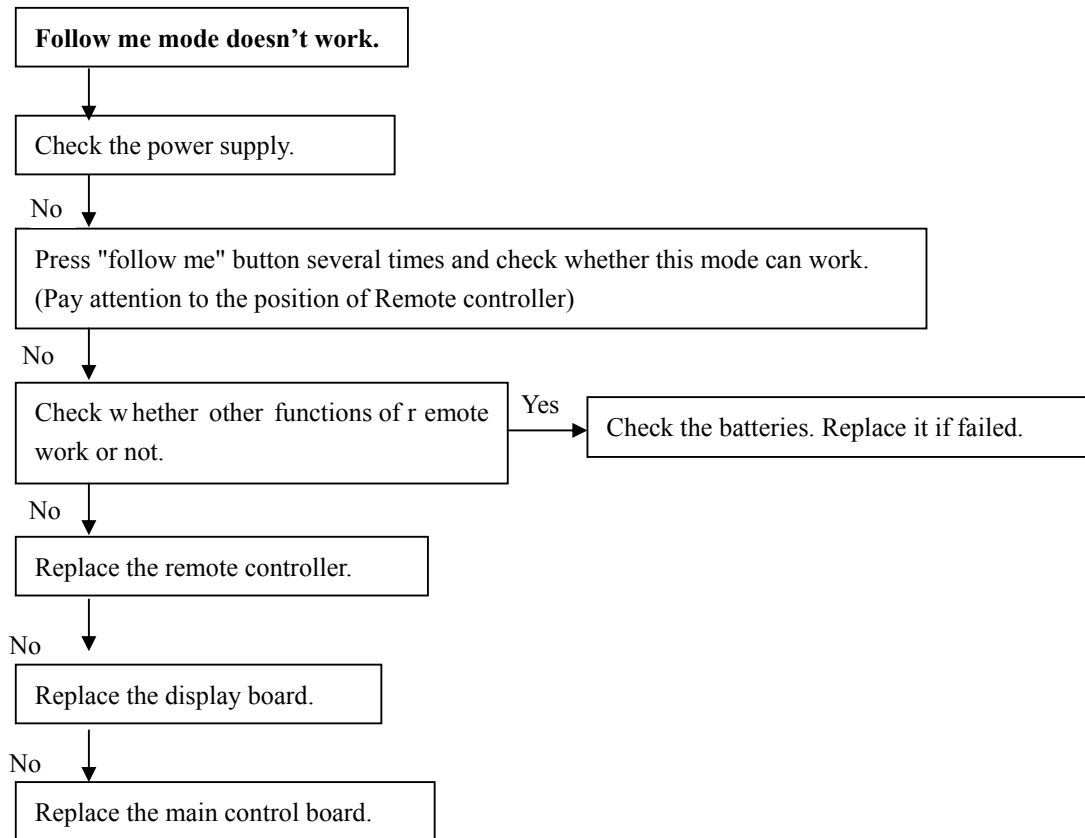 Follow me mode doesn’t work.
Check the power supply.
No
Press "follow me" button several times and check whether this mode can work.
(Pay attention to the position of Remote controller)
No
Check w hether other functions of r emote
work or not.
Yes
Check the batteries. Replace it if failed.
No
Replace the remote controller.
No
Replace the display board.
No
Replace the main control board.